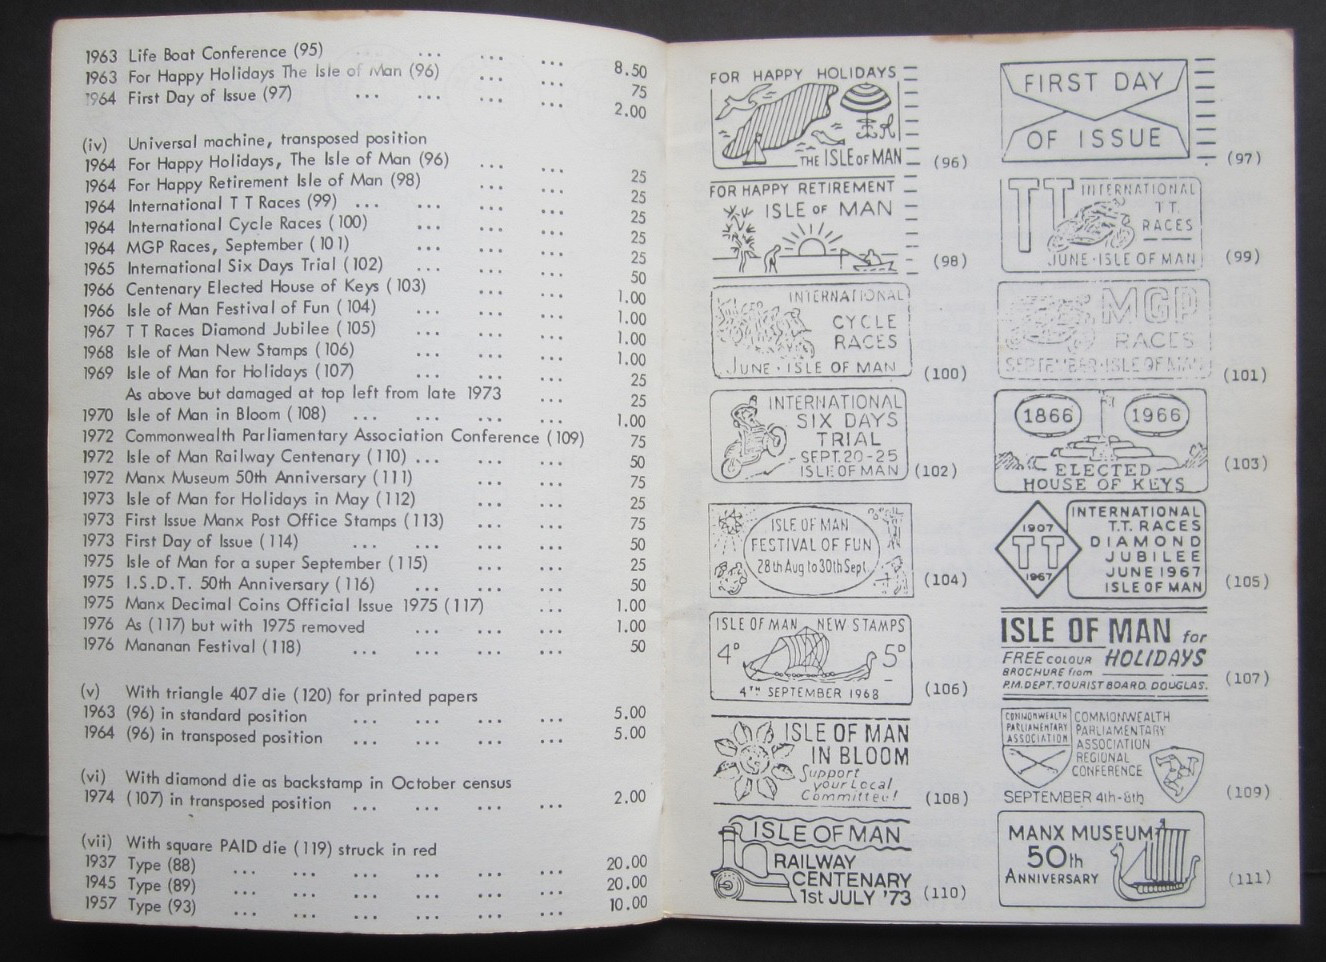 1963 Life Boat Conference (95) ... ... ... 8.50
1963 For Happy Holidays The Isle of Man (96) ... ... 75
1964 First Day of Issue (97) ... ... ... ... 2.00
(iv) Universal machine, transposed position
1964 For Happy Holidays, The Isle of Man (96) ... ... 25
1964 For Happy Retirement Isle of Man (98) ... ... 25
1964 International T T Races (99) ... ... ... ... 25
1964 International Cycle Races (100) ... ... ... 25
1964 MGP Races, September (101) ... ... ... 25
1965 International Six Days Trial (102) ... ... ... 50
1966 Centenary Elected House of Keys (103) ... ... 1.00
1966 Isle of Man Festival of Fun (104) ... ... ... 1.00
1967 T T Races Diamond Jubilee (105) ... ... ... 1.00
1968 Isle of Man New Stamps (106) ... ... ... 1.00
1969 Isle of Man for Holidays (107) ... ... ... 25
As above but damaged at top left from late 1973 ... 25
1970 Isle of Man in Bloom (108) ... ... ... ... 1.00
1972 Commonwealth Parliamentary Association Conference (109) 75
1972 Isle of Man Railway Centenary (110) ... ... ... 50
1972 Manx Museum 50th Anniversary (111) ... ... 75
1973 Isle of Man for Holidays in May (112) ... ... 25
1973 First Issue Manx Post Office Stamps (113) ... ... 75
1973 First Day of Issue (114) ... ... ... ... 50
1975 Isle of Man for a super September (115) ... ... 25
1975 I.S.D.T. 50th Anniversary (116) ... ... ... 50
1975 Manx Decimal Coins Official Issue 1975 (117) ... 1.00
1976 As (117) but with 1975 removed ... ... ... 1.00
1976 Mananan Festival (118) ... ... ... ... 50
(v) With triangle 407 die (120) for printed papers
1963 (96) in standard position ... ... ... ... 5.00
1964 (96) in transposed position ... ... ... ... 5.00
(vi) With diamond die as backstamp in October census
1974 (107) in transposed position ... ... ... ... 2.00
(vii) With square PAID die (119) struck in red
1937 Type (88) ... ... ... ... ... ... 20.00
1945 Type (89) ... ... ... ... ... ... 20.00
1957 Type (93) ... ... ... ... ... ... 10.00
FOR HAPPY HOLIDAYS
THE ISLE OF MAN
(96)
FIRST DAY
OF ISSUE
(97)
FOR HAPPY RETIREMENT
ISLE OF MAN
(98)
TT INTERNATIONAL
T.T.
RACES
JUNE · ISLE OF MAN
(99)
INTERNATIONAL
CYCLE
RACES
JUNE · ISLE OF MAN
(100)
MGP
RACES
SEPTEMBER · ISLE OF MAN
(101)
INTERNATIONAL
SIX DAYS
TRIAL
SEPT. 20-25
ISLE OF MAN
(102)
1866 1966
ELECTED
HOUSE OF KEYS
(103)
ISLE OF MAN
FESTIVAL OF FUN
28th Aug to 30th Sept.
(104)
1907
TT
1967
INTERNATIONAL
T.T. RACES
DIAMOND
JUBILEE
JUNE 1967
ISLE OF MAN
(105)
ISLE OF MAN NEW STAMPS
4ᴰ 5ᴰ
4TH SEPTEMBER 1968
(106)
ISLE OF MAN for
FREE COLOUR HOLIDAYS
BROCHURE from
P.M. DEPT. TOURIST BOARD. DOUGLAS.
(107)
ISLE OF MAN
IN BLOOM
Support
your Local
Committee!
(108)
COMMONWEALTH
PARLIAMENTARY
ASSOCIATION
COMMONWEALTH
PARLIAMENTARY
ASSOCIATION
REGIONAL
CONFERENCE
SEPTEMBER 4th-8th
(109)
ISLE OF MAN
RAILWAY
CENTENARY
1st JULY '73
(110)
MANX MUSEUM
50th
ANNIVERSARY
(111)